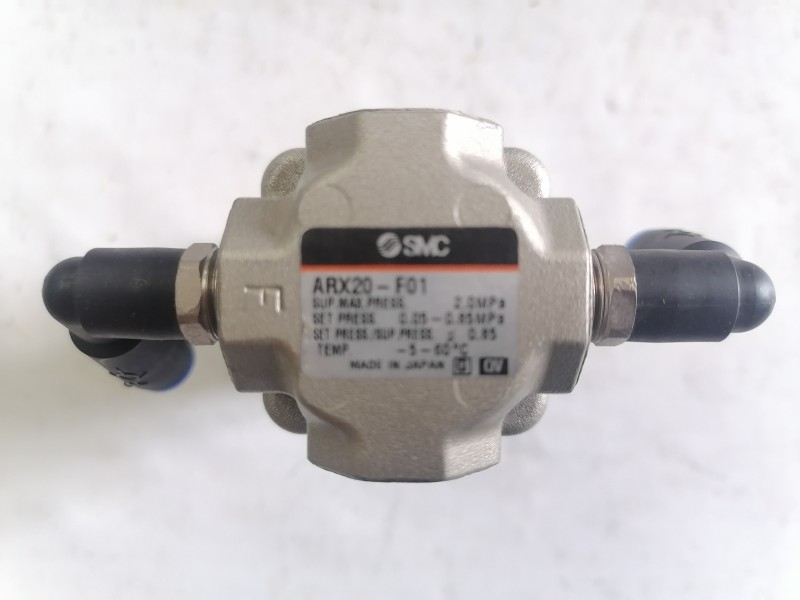 SMC
ARX20-F01
SUP.MAX.PRESS. 2.0MPa
SET PRESS. 0.05-0.85MPa
SET PRESS./SUP.PRESS. ≦ 0.85
TEMP. -5-60°C
MADE IN JAPAN
F